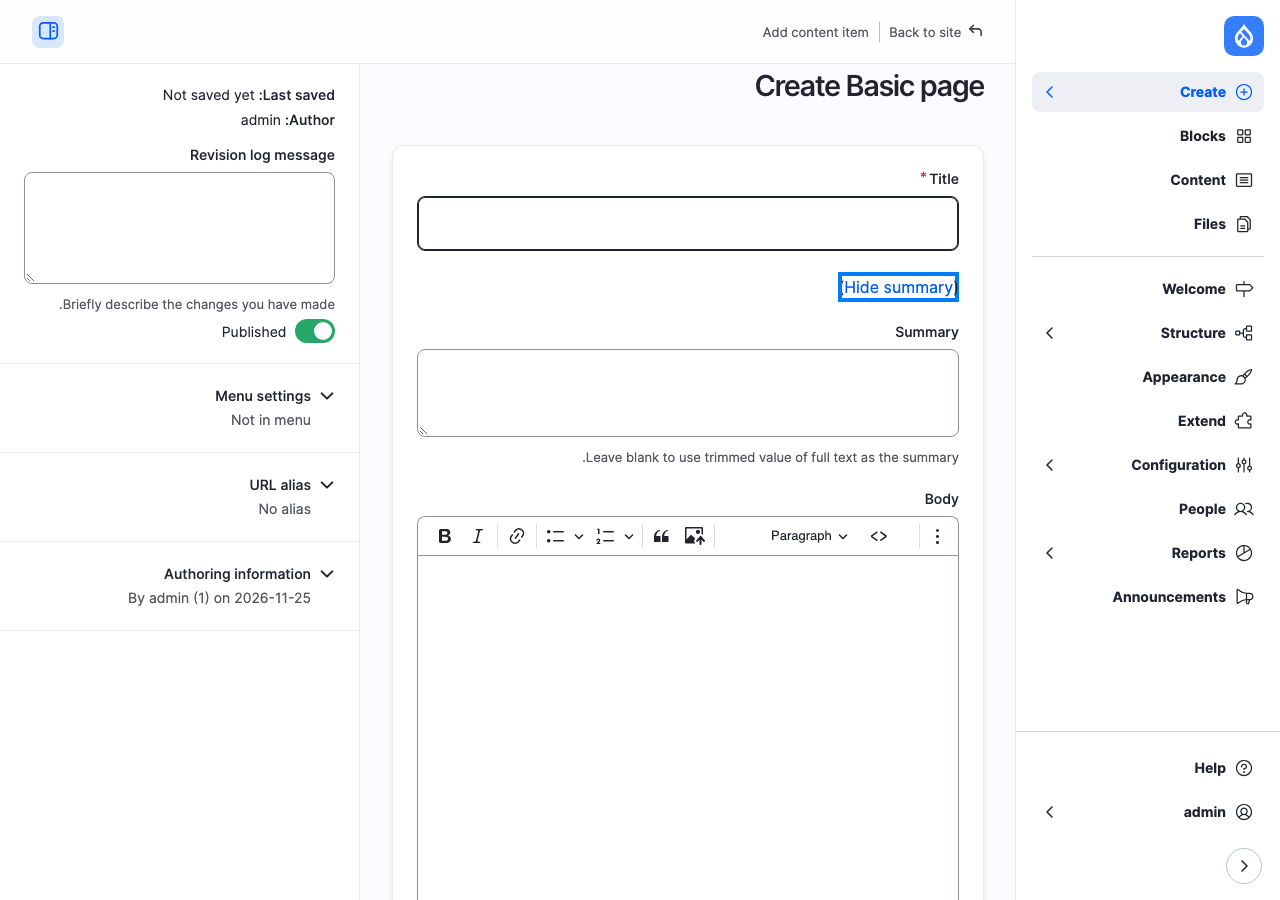 Add content item
Back to site
Create
Blocks
Content
Files
Welcome
Structure
Appearance
Extend
Configuration
People
Reports
Announcements
Help
admin
Create Basic page
Title *
(Hide summary)
Summary
.Leave blank to use trimmed value of full text as the summary
Body
Paragraph
Not saved yet :Last saved
admin :Author
Revision log message
.Briefly describe the changes you have made
Published
Menu settings
Not in menu
URL alias
No alias
Authoring information
By admin (1) on 2026-11-25